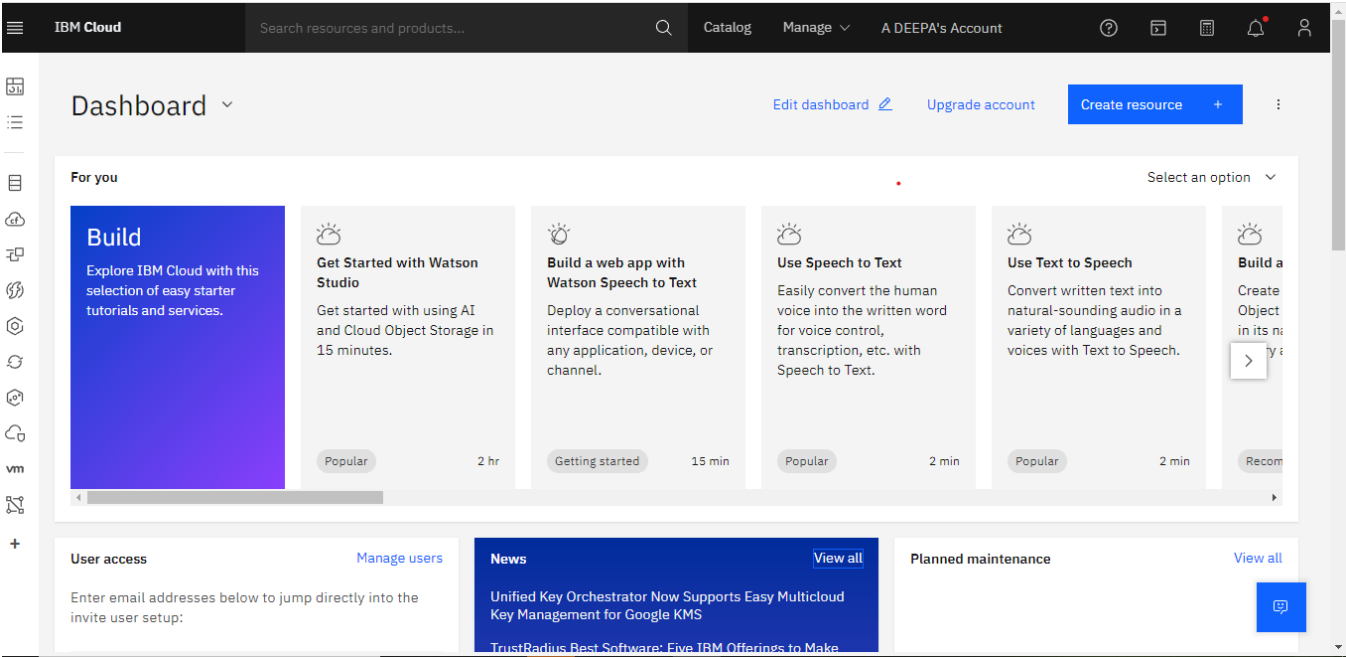 IBM Cloud
Search resources and products...
Catalog
Manage
A DEEPA's Account
Dashboard
Edit dashboard
Upgrade account
Create resource +
For you
Select an option
Build
Explore IBM Cloud with this
selection of easy starter
tutorials and services.
Get Started with Watson
Studio
Get started with using AI
and Cloud Object Storage in
15 minutes.
Popular
2 hr
Build a web app with
Watson Speech to Text
Deploy a conversational
interface compatible with
any application, device, or
channel.
Getting started
15 min
Use Speech to Text
Easily convert the human
voice into the written word
for voice control,
transcription, etc. with
Speech to Text.
Popular
2 min
Use Text to Speech
Convert written text into
natural-sounding audio in a
variety of languages and
voices with Text to Speech.
Popular
2 min
Build a
Create
Object
in its
Recom
vm
User access
Manage users
Enter email addresses below to jump directly into the
invite user setup:
News
View all
Unified Key Orchestrator Now Supports Easy Multicloud
Key Management for Google KMS
TrustRadius Best Software: Five IBM Offerings to Make
Planned maintenance
View all